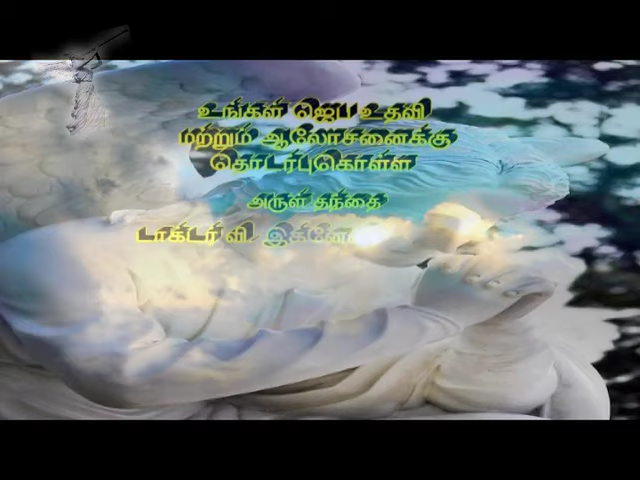 உங்கள் ஜெப உதவி
மற்றும் ஆலோசனைக்கு
தொடர்புகொள்ள
அருள் தந்தை
டாக்டர் வி